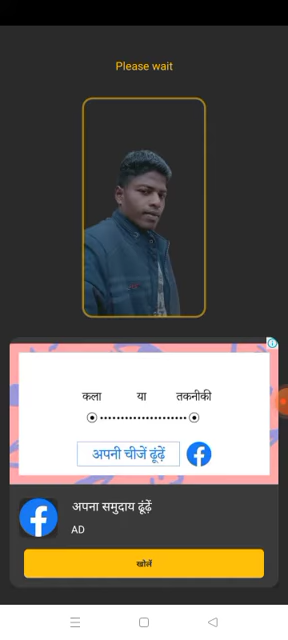 Please wait
कला या तकनीकी
अपनी चीजें ढूंढ़ें
अपना समुदाय ढूंढ़ें
AD
खोलें